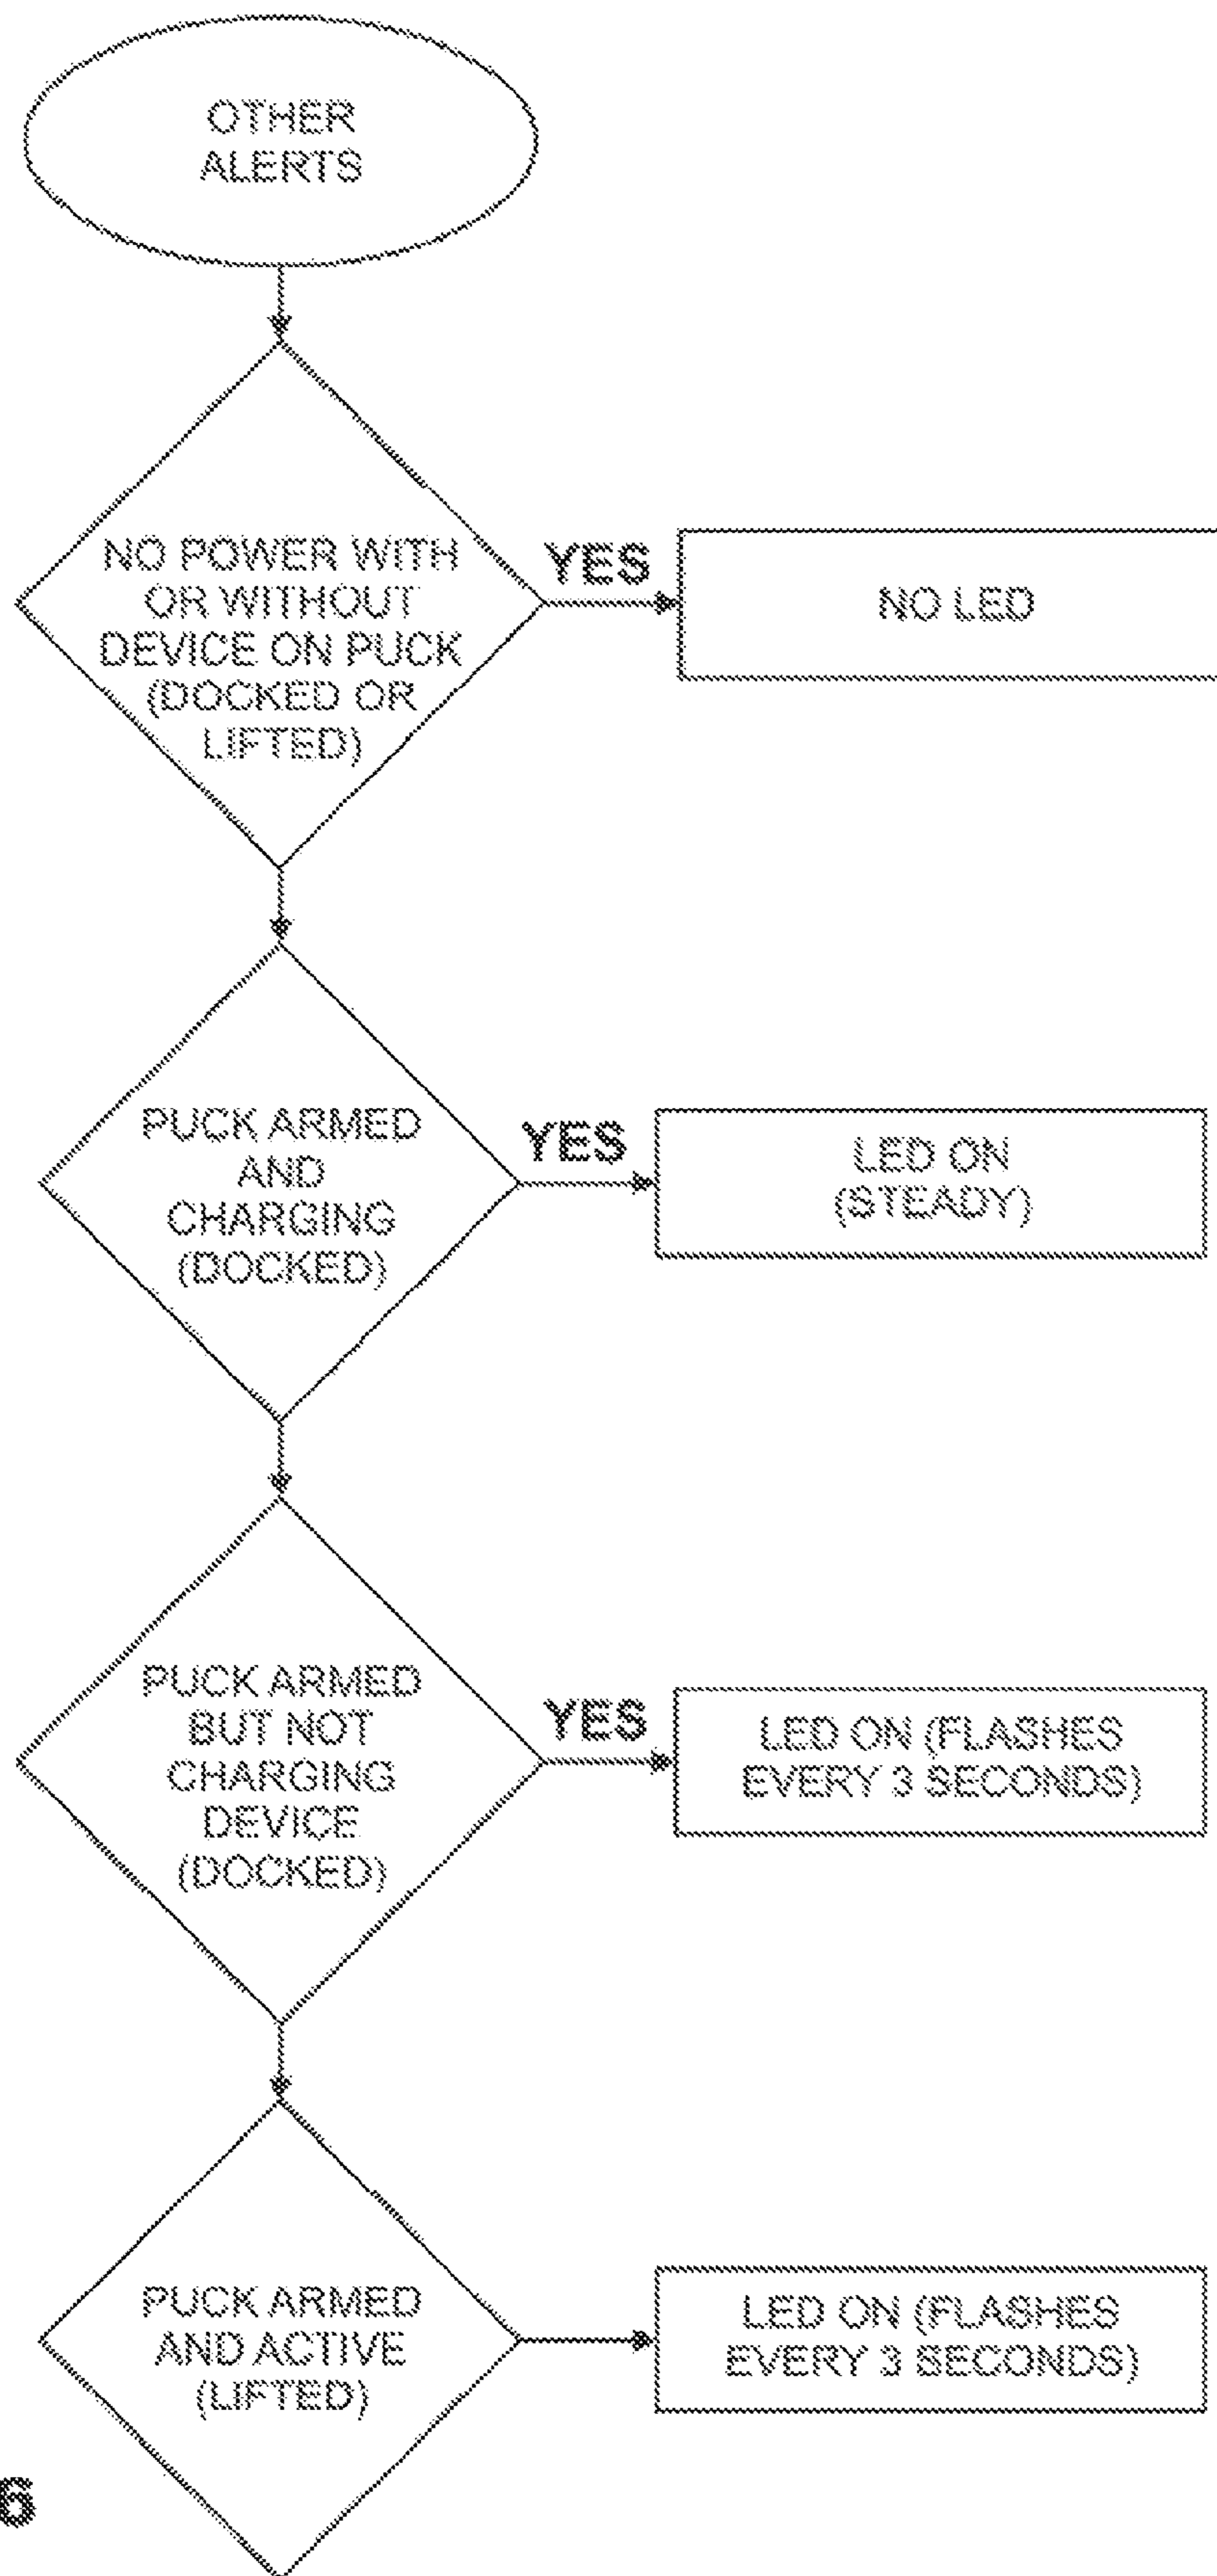 OTHER
ALERTS
NO POWER WITH
OR WITHOUT
DEVICE ON PUCK
(DOCKED OR
LIFTED)
YES
NO LED
PUCK ARMED
AND
CHARGING
(DOCKED)
YES
LED ON
(STEADY)
PUCK ARMED
BUT NOT
CHARGING
DEVICE
(DOCKED)
YES
LED ON (FLASHES
EVERY 3 SECONDS)
PUCK ARMED
AND ACTIVE
(LIFTED)
LED ON (FLASHES
EVERY 3 SECONDS)
6